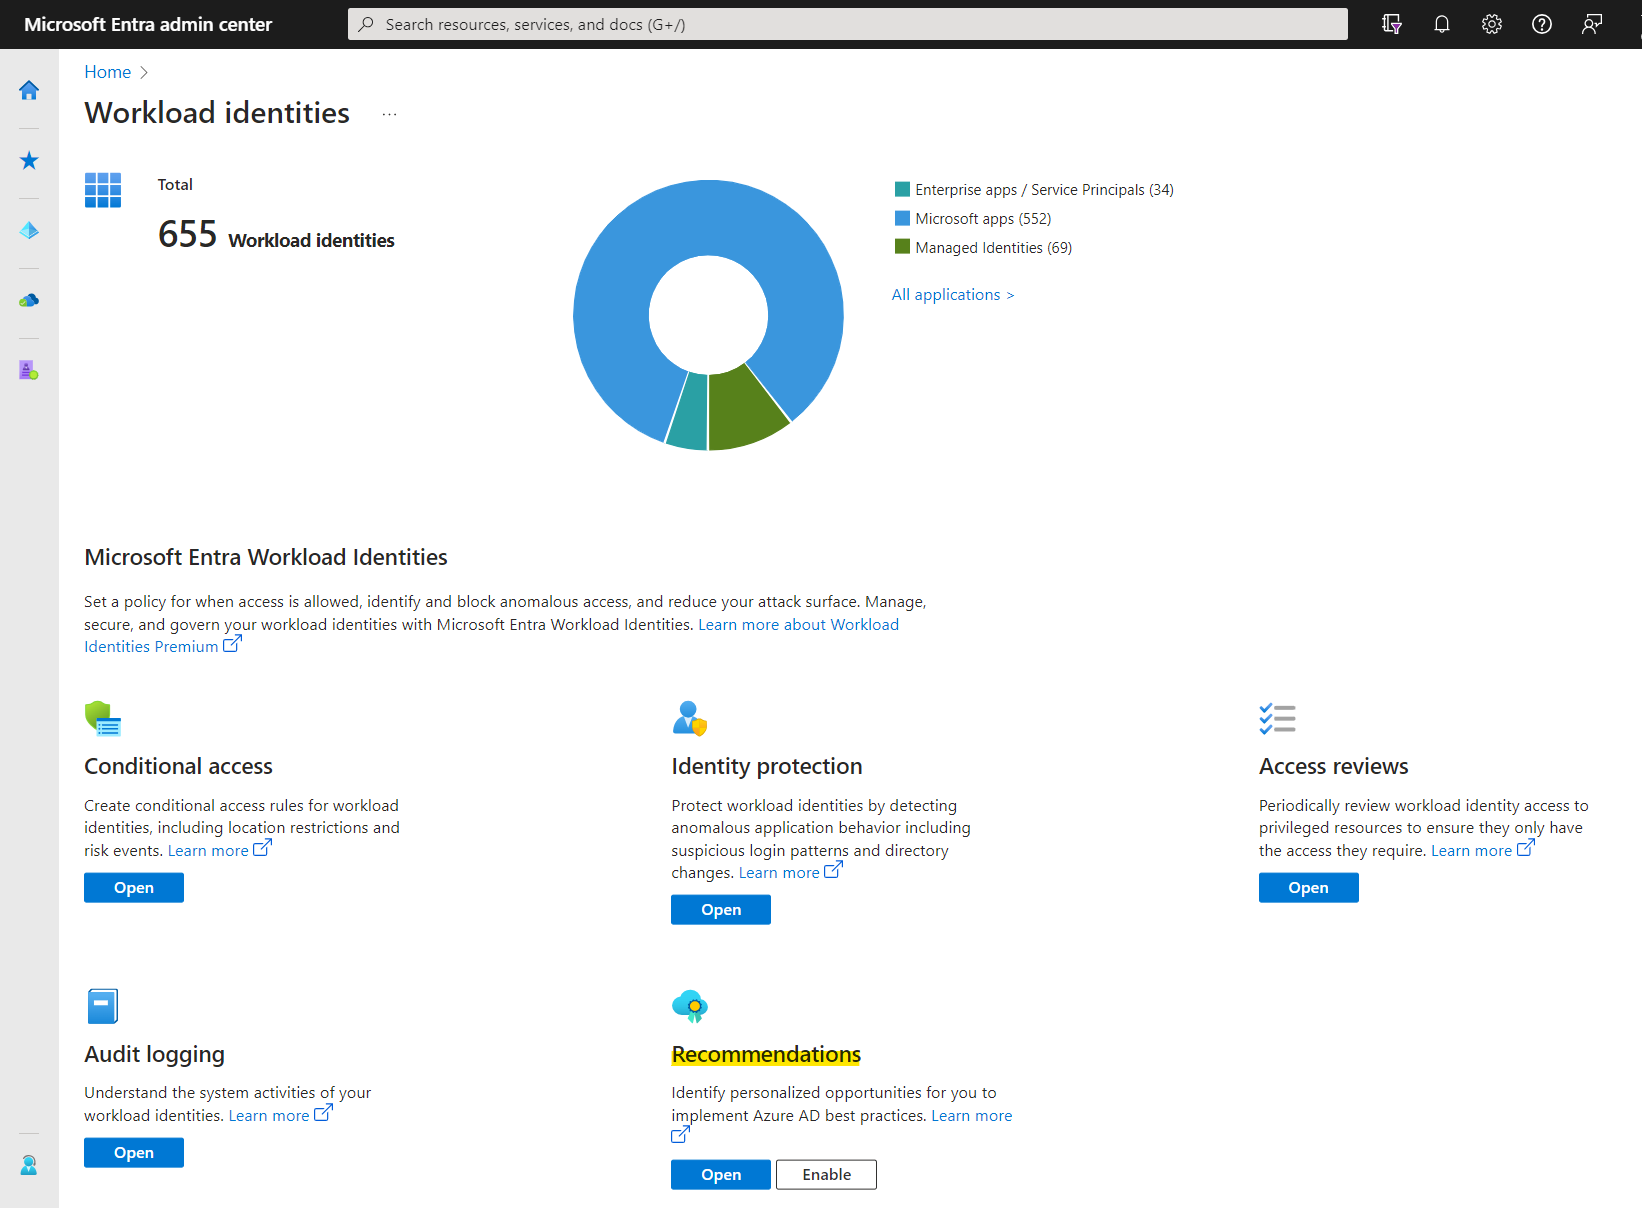 Microsoft Entra admin center
Search resources, services, and docs (G+/)
Home >
Workload identities ...
Total
655 Workload identities
Enterprise apps / Service Principals (34)
Microsoft apps (552)
Managed Identities (69)
All applications >
Microsoft Entra Workload Identities
Set a policy for when access is allowed, identify and block anomalous access, and reduce your attack surface. Manage,
secure, and govern your workload identities with Microsoft Entra Workload Identities. Learn more about Workload
Identities Premium
Conditional access
Create conditional access rules for workload
identities, including location restrictions and
risk events. Learn more
Open
Identity protection
Protect workload identities by detecting
anomalous application behavior including
suspicious login patterns and directory
changes. Learn more
Open
Access reviews
Periodically review workload identity access to
privileged resources to ensure they only have
the access they require. Learn more
Open
Audit logging
Understand the system activities of your
workload identities. Learn more
Open
Recommendations
Identify personalized opportunities for you to
implement Azure AD best practices. Learn more
Open
Enable